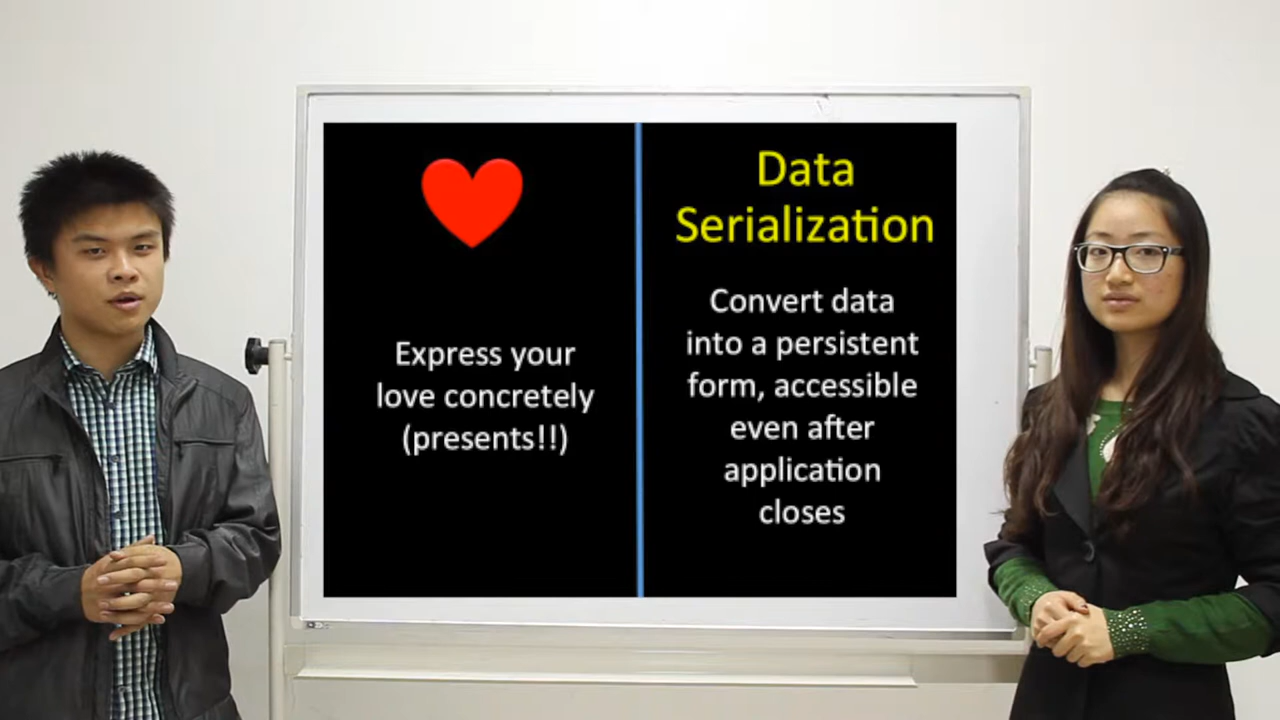 Express your
love concretely
(presents!!)
Data
Serialization
Convert data
into a persistent
form, accessible
even after
application
closes